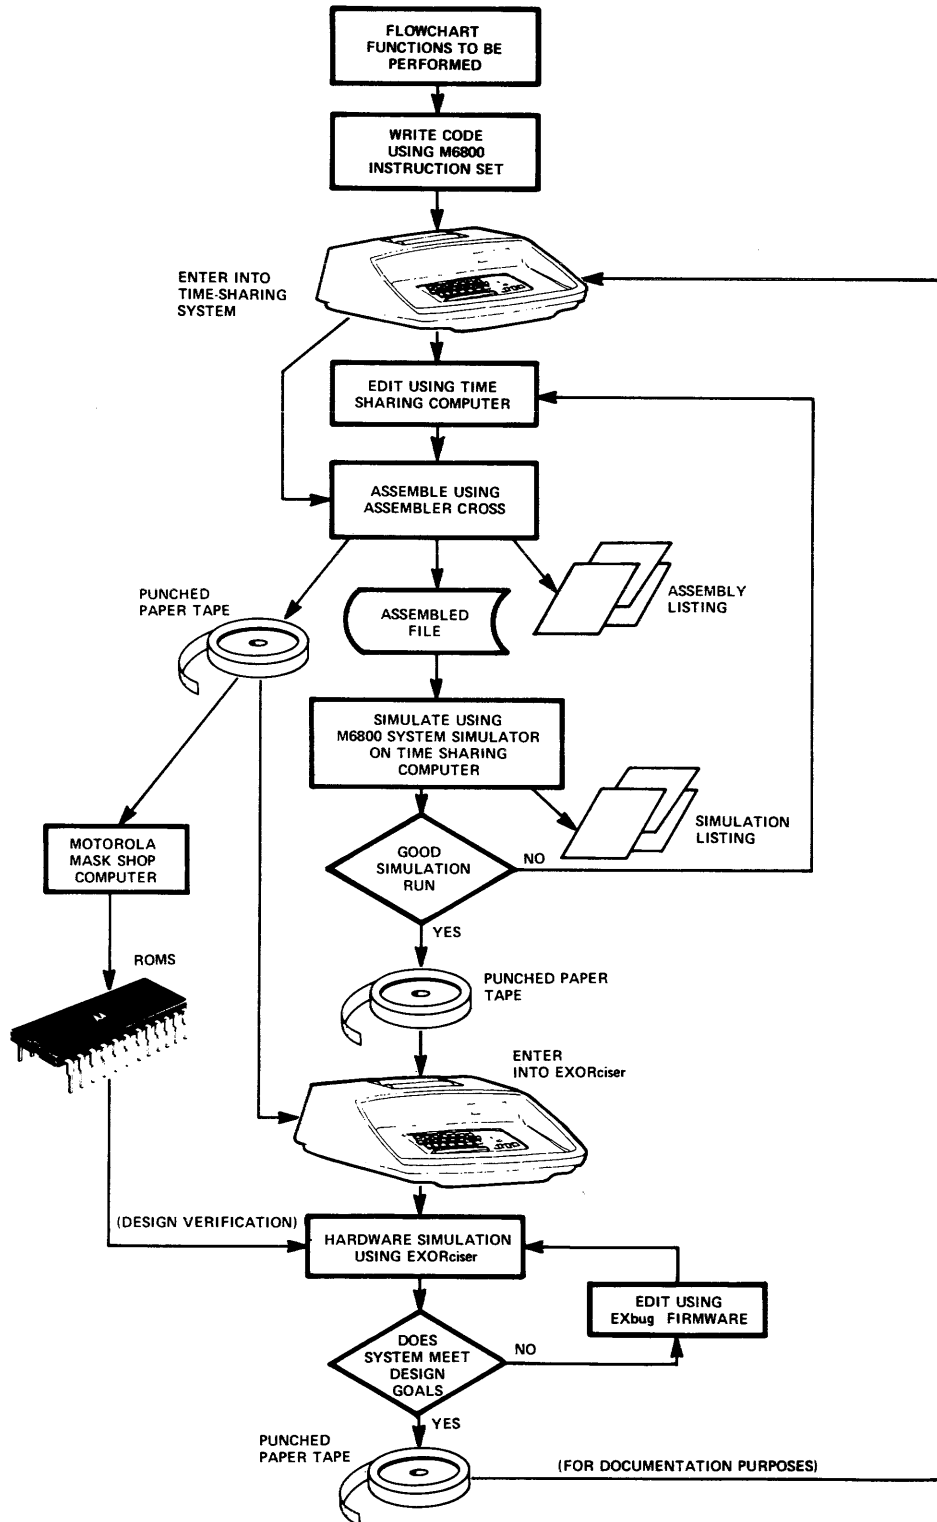 FLOWCHART
FUNCTIONS TO BE
PERFORMED
WRITE CODE
USING M6800
INSTRUCTION SET
ENTER INTO
TIME-SHARING
SYSTEM
EDIT USING TIME
SHARING COMPUTER
ASSEMBLE USING
ASSEMBLER CROSS
PUNCHED
PAPER TAPE
ASSEMBLED
FILE
ASSEMBLY
LISTING
SIMULATE USING
M6800 SYSTEM SIMULATOR
ON TIME SHARING
COMPUTER
SIMULATION
LISTING
MOTOROLA
MASK SHOP
COMPUTER
GOOD
SIMULATION
RUN
NO
YES
ROMS
PUNCHED PAPER
TAPE
ENTER
INTO EXORciser
(DESIGN VERIFICATION)
HARDWARE SIMULATION
USING EXORciser
EDIT USING
EXbug FIRMWARE
DOES
SYSTEM MEET
DESIGN
GOALS
NO
YES
PUNCHED
PAPER TAPE
(FOR DOCUMENTATION PURPOSES)